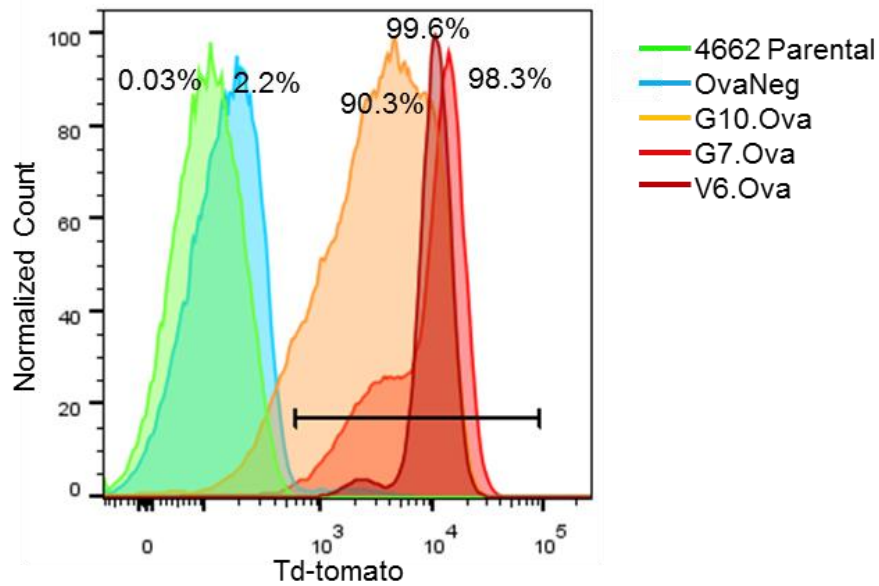 99.6%
0.03% 2.2% 90.3% 98.3%
100
80
60
40
20
0
Normalized Count
0 10³ 10⁴ 10⁵
Td-tomato
4662 Parental
OvaNeg
G10.Ova
G7.Ova
V6.Ova